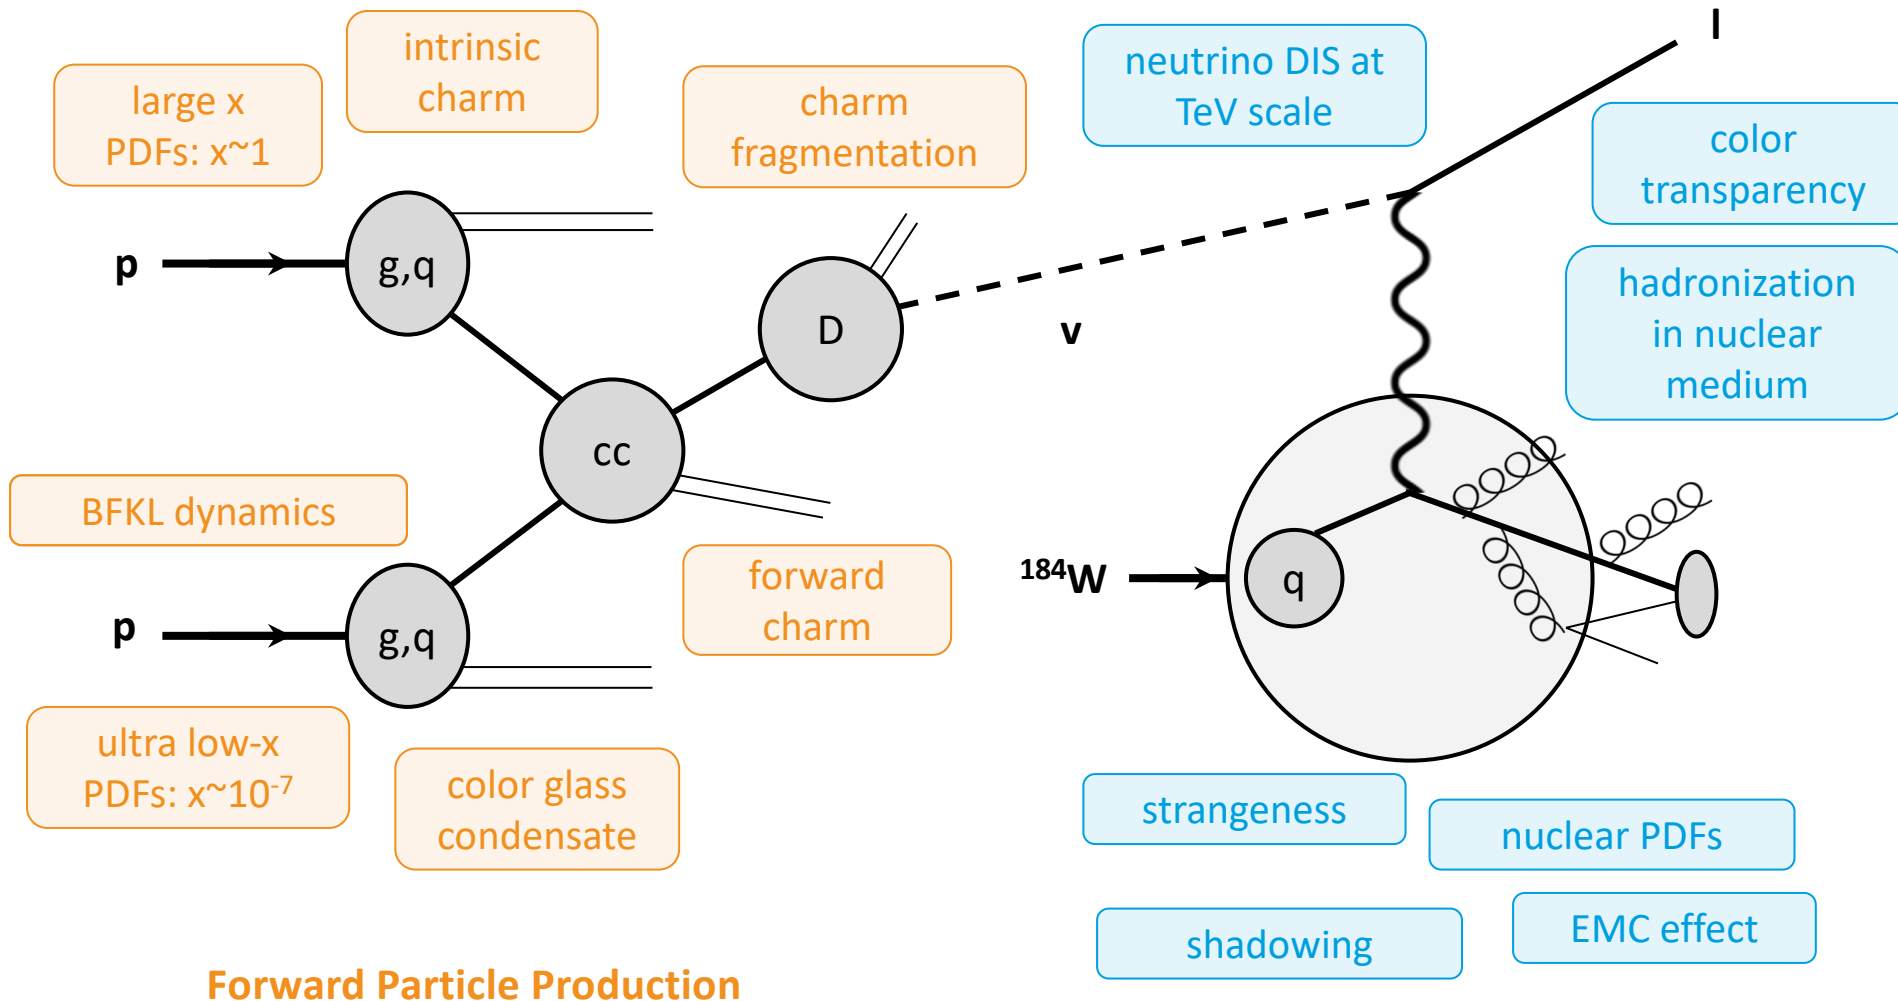 large x
PDFs: x~1
intrinsic
charm
charm
fragmentation
neutrino DIS at
TeV scale
l
color
transparency
p
g,q
D
ν
hadronization
in nuclear
medium
cc
BFKL dynamics
forward
charm
p
g,q
¹⁸⁴W
q
ultra low-x
PDFs: x~10⁻⁷
color glass
condensate
strangeness
nuclear PDFs
shadowing
EMC effect
Forward Particle Production